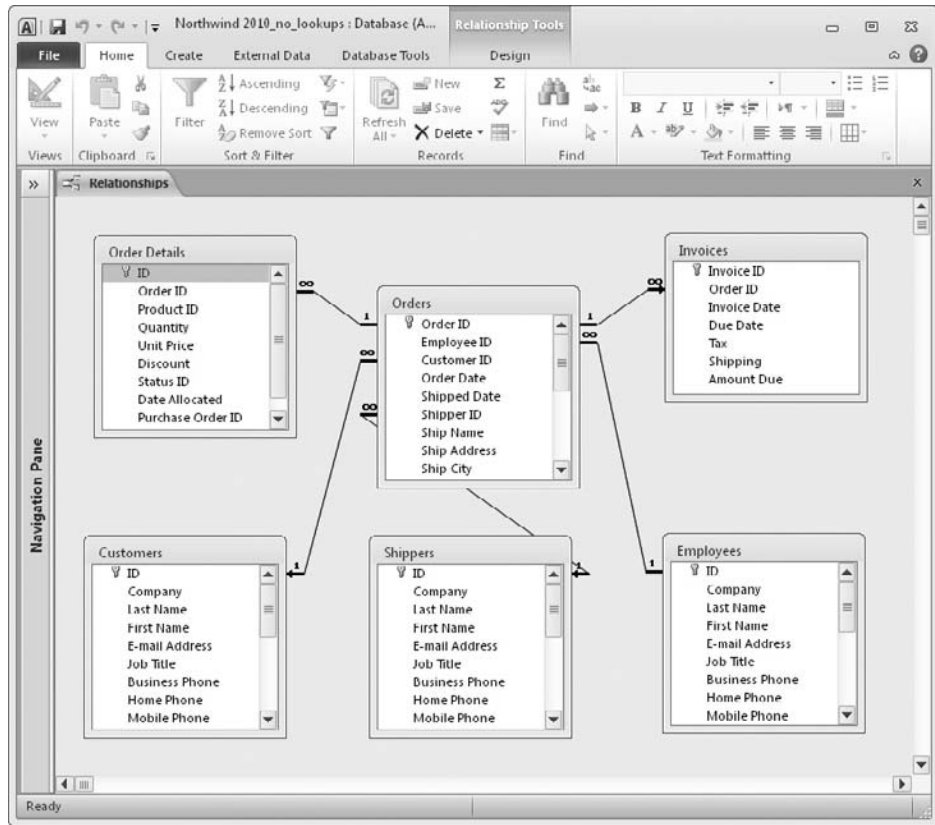 Northwind 2010_no_lookups : Database (A...
Relationship Tools
File
Home
Create
External Data
Database Tools
Design
View
Paste
Filter
Ascending
Descending
Remove Sort
Refresh All
New
Save
Delete
Find
B I U
A
Views
Clipboard
Sort & Filter
Records
Find
Text Formatting
Relationships
Navigation Pane
Order Details
ID
Order ID
Product ID
Quantity
Unit Price
Discount
Status ID
Date Allocated
Purchase Order ID
∞
1
Orders
Order ID
Employee ID
Customer ID
Order Date
Shipped Date
Shipper ID
Ship Name
Ship Address
Ship City
∞
∞
1
∞
∞
Invoices
Invoice ID
Order ID
Invoice Date
Due Date
Tax
Shipping
Amount Due
Customers
ID
Company
Last Name
First Name
E-mail Address
Job Title
Business Phone
Home Phone
Mobile Phone
1
Shippers
ID
Company
Last Name
First Name
E-mail Address
Job Title
Business Phone
Home Phone
Mobile Phone
1
1
Employees
ID
Company
Last Name
First Name
E-mail Address
Job Title
Business Phone
Home Phone
Mobile Phone
Ready